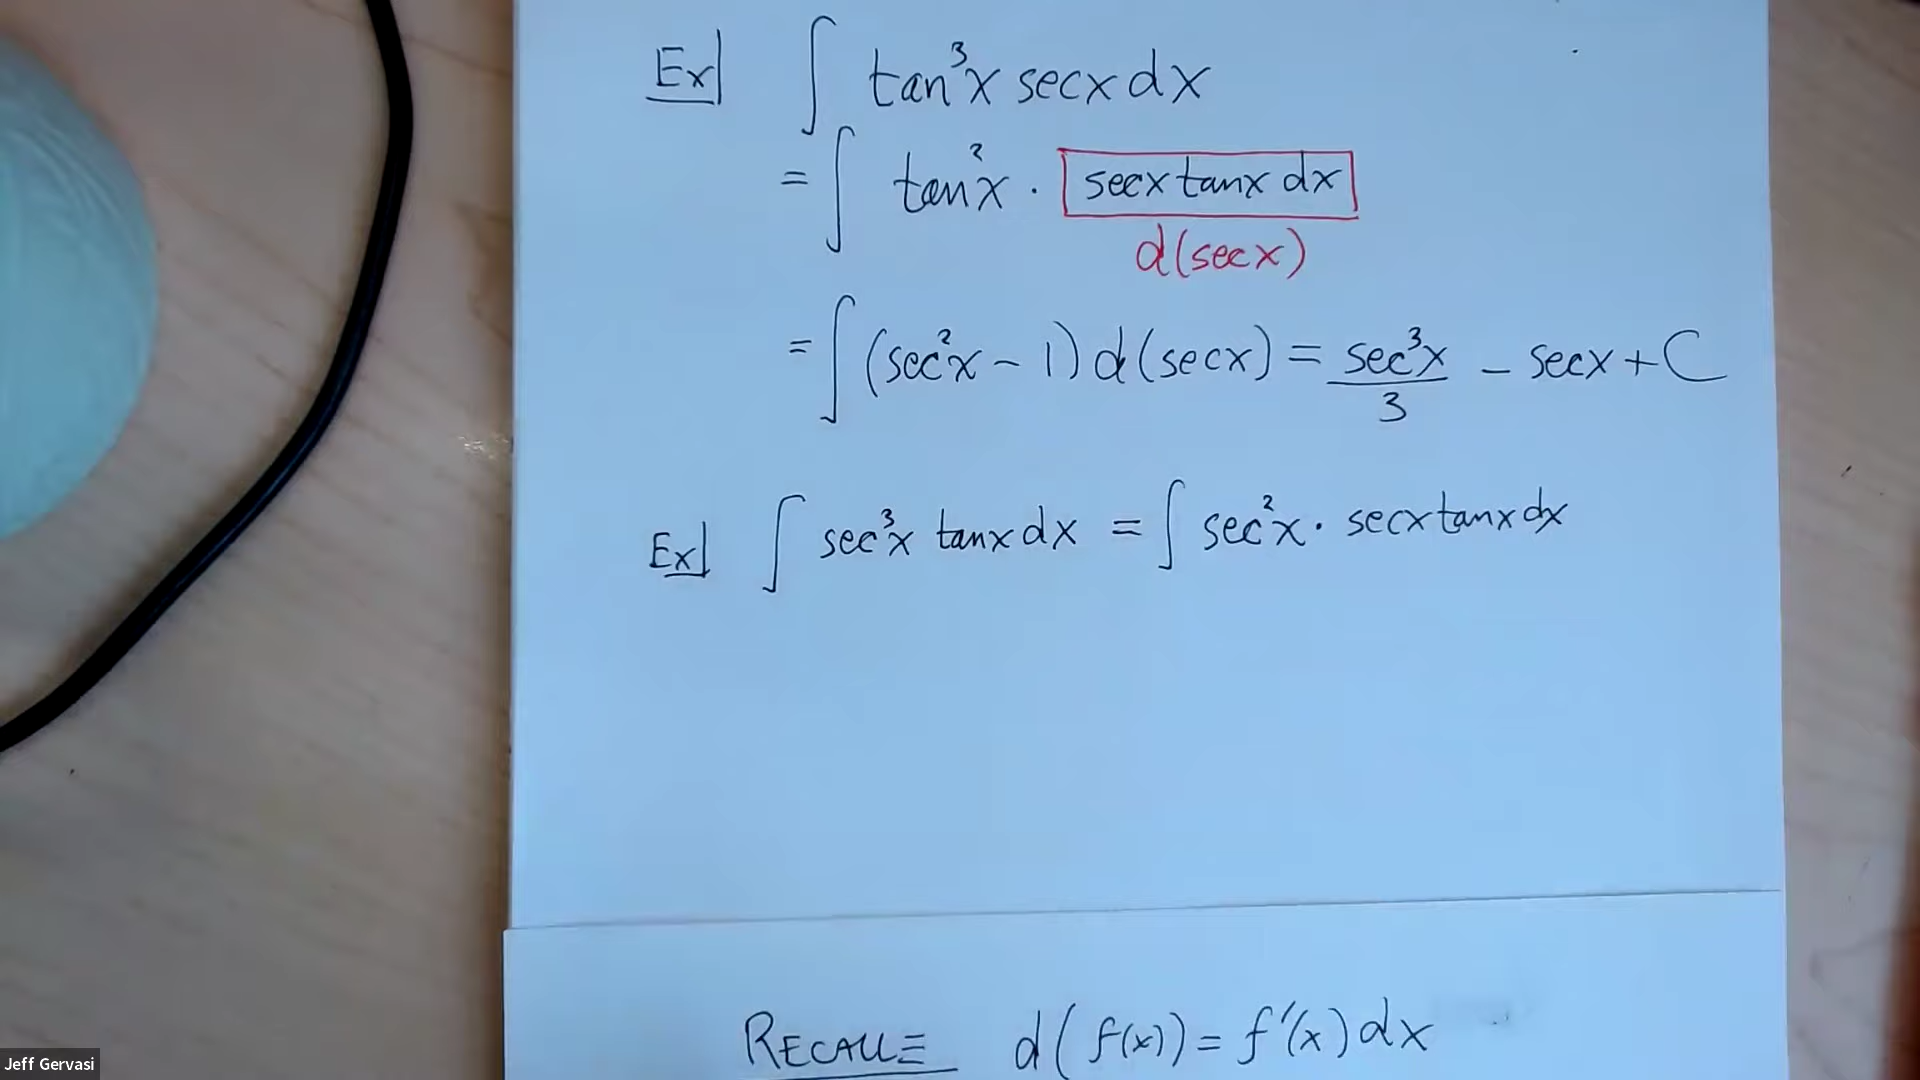 Ex| ∫ tan³x secx dx
= ∫ tan²x · secx tanx dx
d(secx)
= ∫ (sec²x - 1) d(secx) = sec³x/3 - secx + C
Ex| ∫ sec³x tanx dx = ∫ sec²x · secx tanx dx
RECALL d(f(x)) = f'(x) dx
Jeff Gervasi